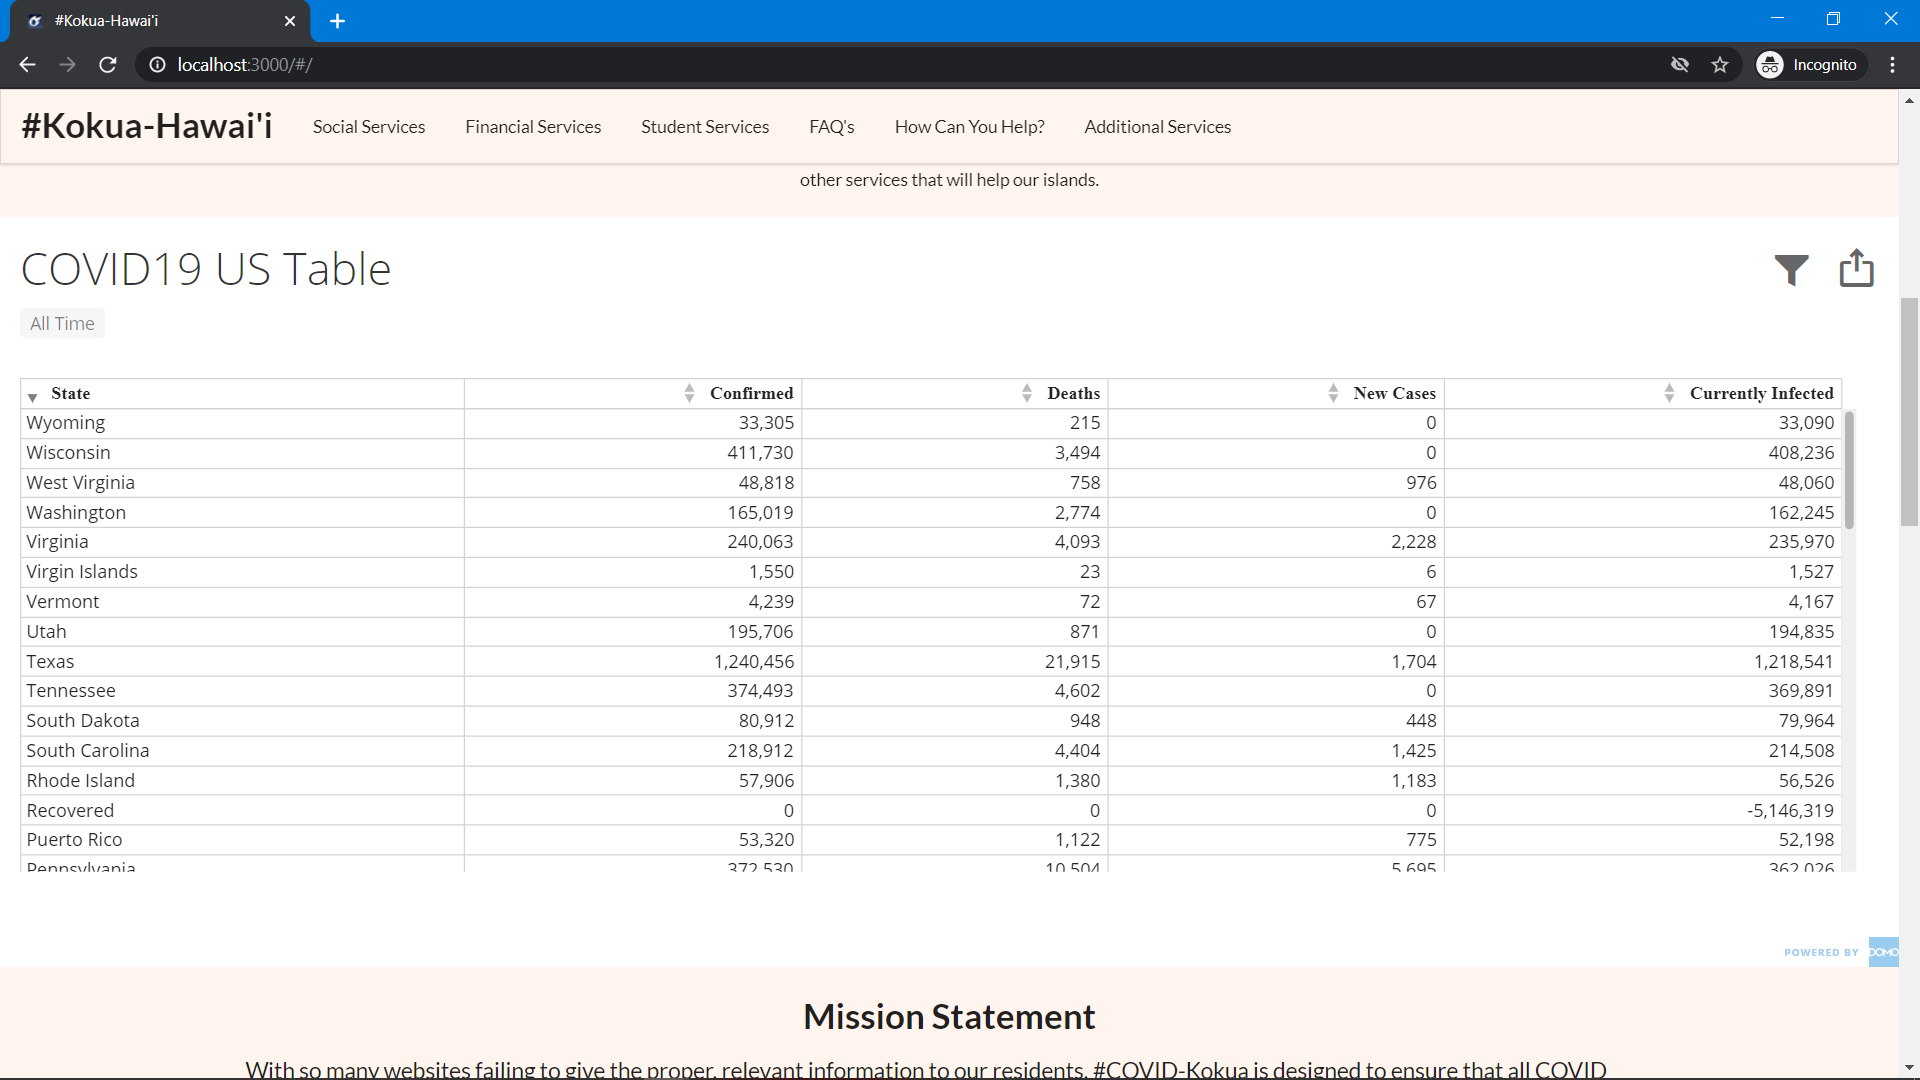 #Kokua-Hawai'i
localhost:3000/#/
Incognito
#Kokua-Hawai'i Social Services Financial Services Student Services FAQ's How Can You Help? Additional Services
other services that will help our islands.
COVID19 US Table
All Time
State Confirmed Deaths New Cases Currently Infected
Wyoming 33,305 215 0 33,090
Wisconsin 411,730 3,494 0 408,236
West Virginia 48,818 758 976 48,060
Washington 165,019 2,774 0 162,245
Virginia 240,063 4,093 2,228 235,970
Virgin Islands 1,550 23 6 1,527
Vermont 4,239 72 67 4,167
Utah 195,706 871 0 194,835
Texas 1,240,456 21,915 1,704 1,218,541
Tennessee 374,493 4,602 0 369,891
South Dakota 80,912 948 448 79,964
South Carolina 218,912 4,404 1,425 214,508
Rhode Island 57,906 1,380 1,183 56,526
Recovered 0 0 0 -5,146,319
Puerto Rico 53,320 1,122 775 52,198
Pennsylvania 372,530 10,504 5,695 362,026
POWERED BY DOMO
Mission Statement
With so many websites failing to give the proper, relevant information to our residents, #COVID-Kokua is designed to ensure that all COVID